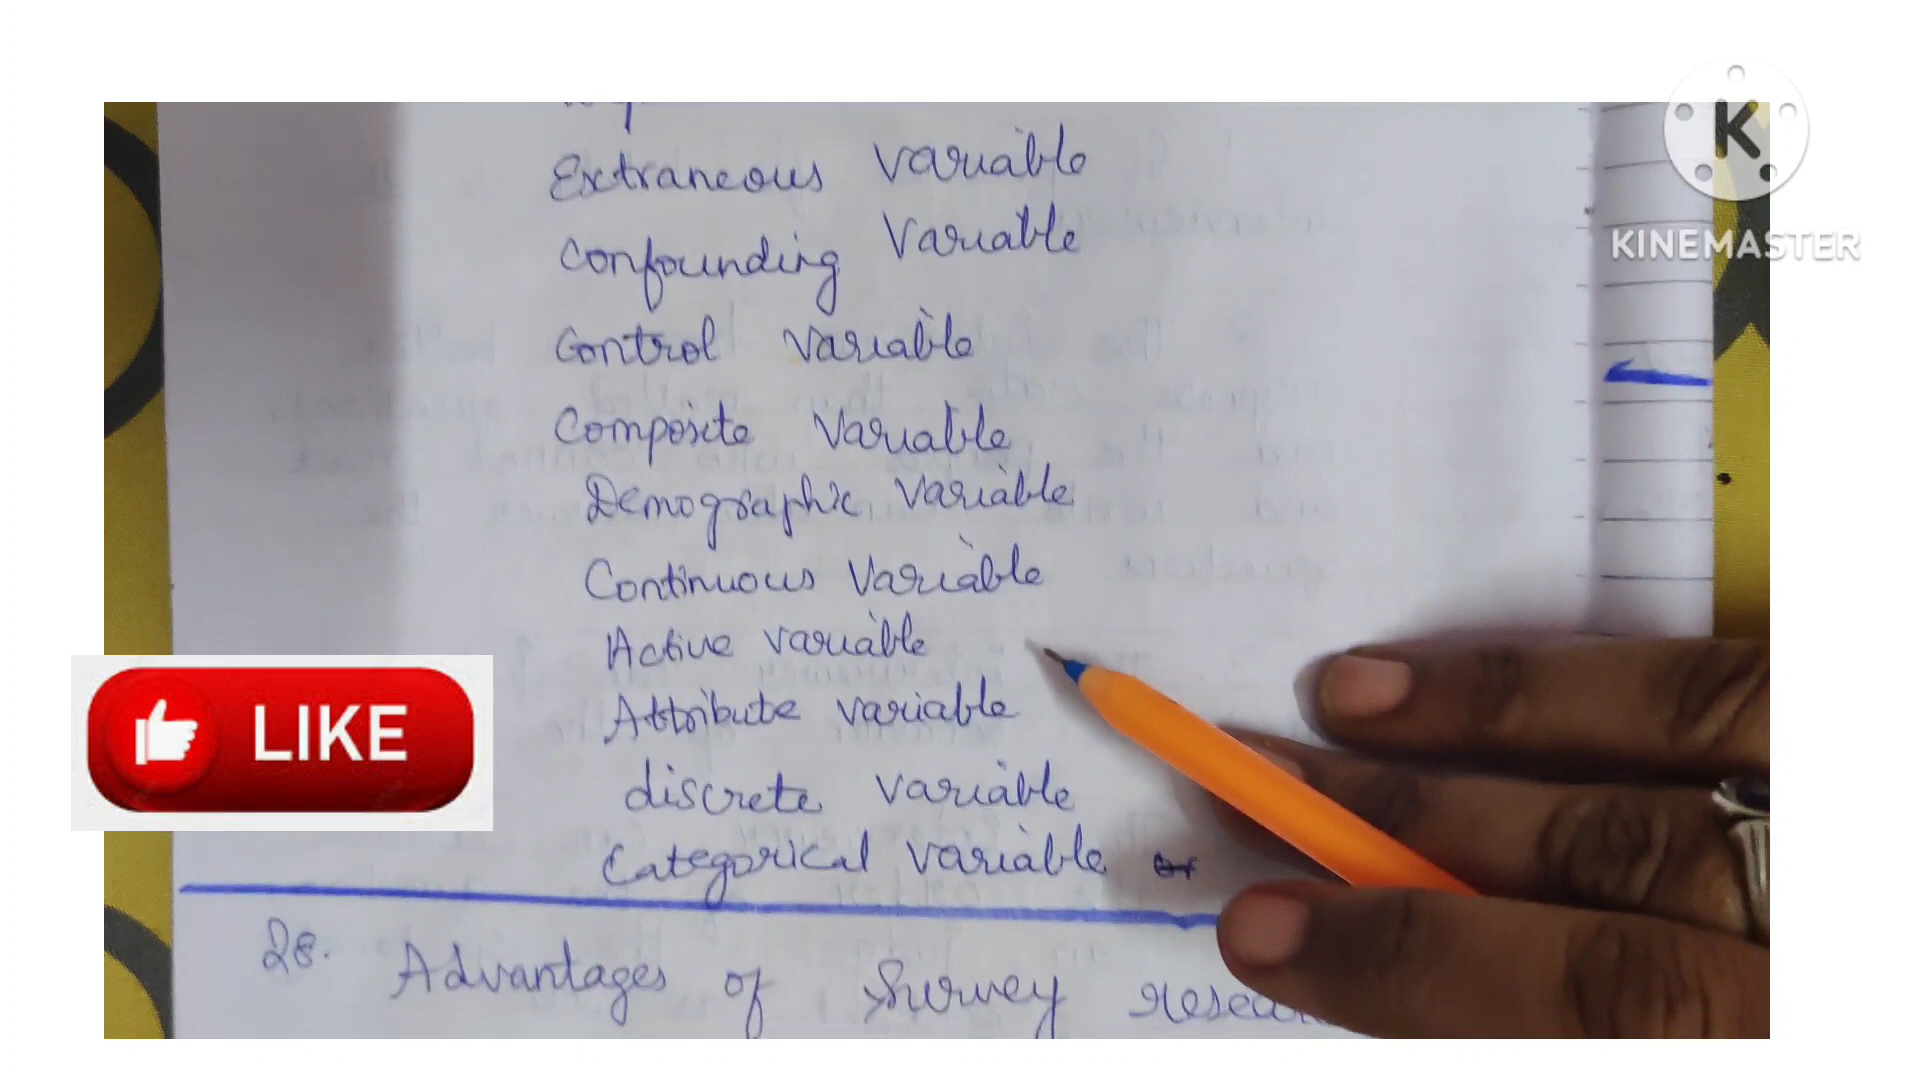 Extraneous Variable
Confounding Variable
Control Variable
Composite Variable
Demographic Variable
Continuous Variable
Active variable
Attribute variable
discrete variable
Categorical variable
28. Advantages of Survey
K
KINEMASTER
LIKE